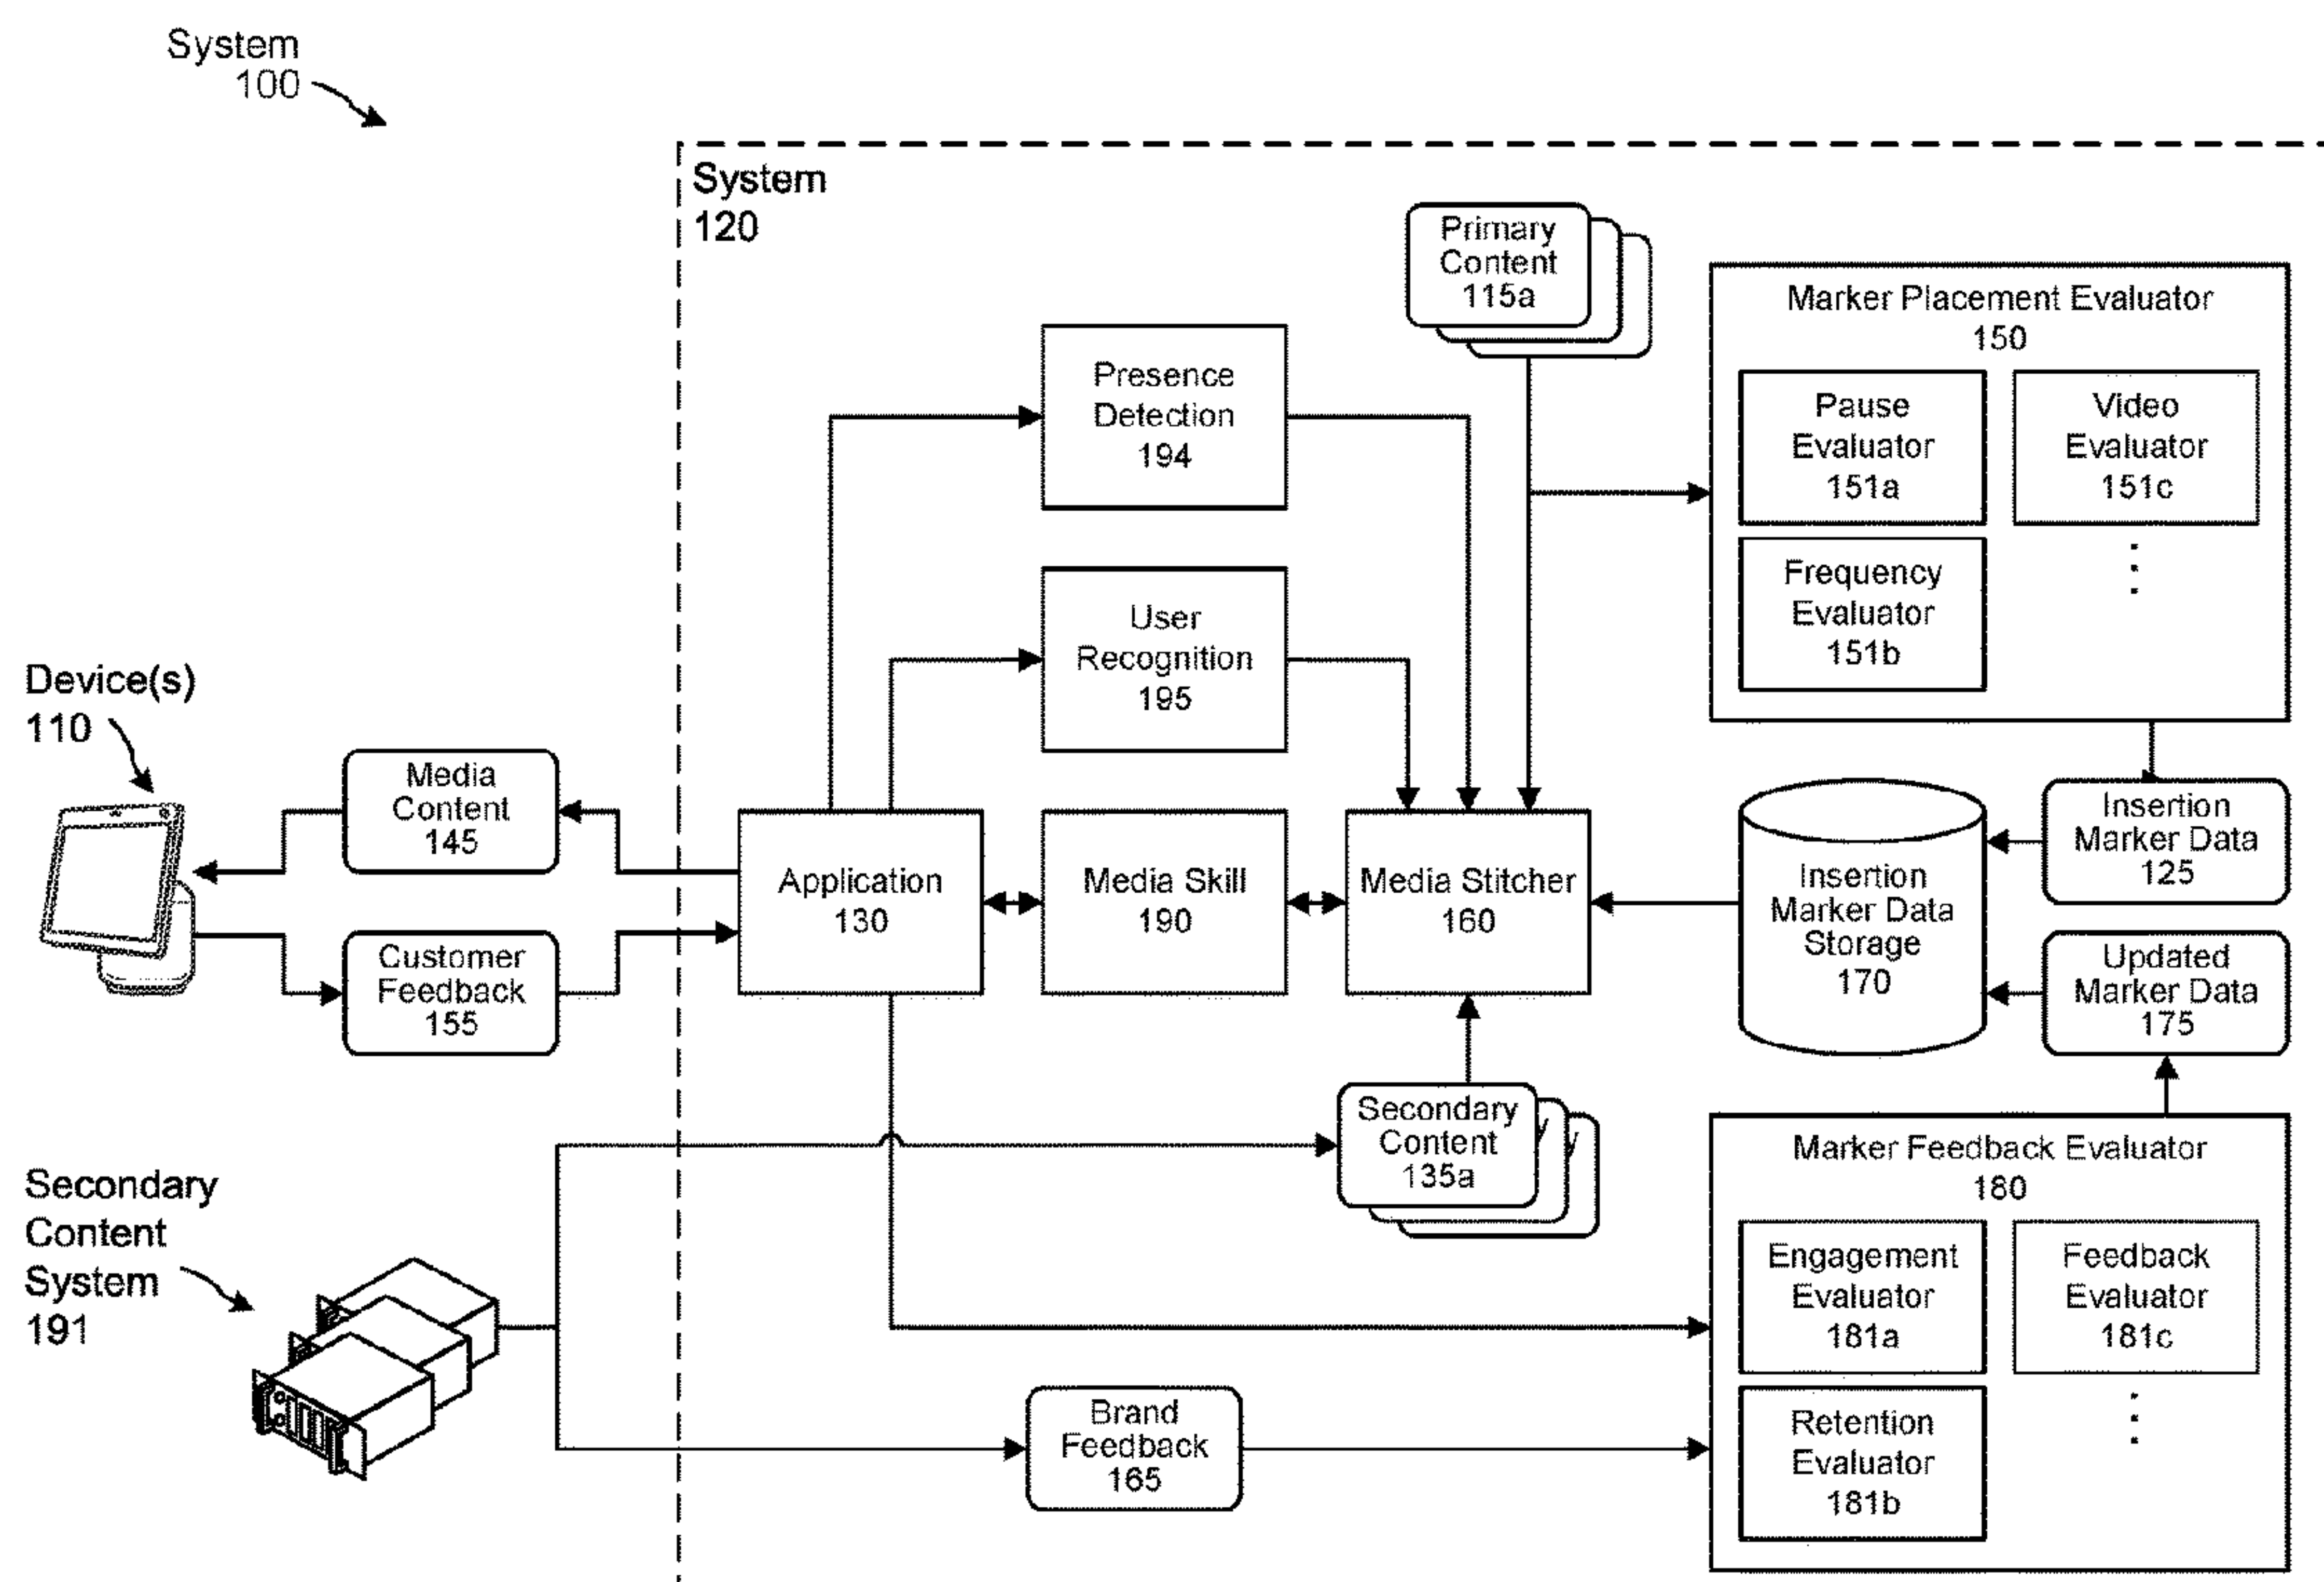 System
100
System
120
Primary
Content
115a
Marker Placement Evaluator
150
Pause
Evaluator
151a
Video
Evaluator
151c
Frequency
Evaluator
151b
Presence
Detection
194
User
Recognition
195
Device(s)
110
Media
Content
145
Customer
Feedback
155
Application
130
Media Skill
190
Media Stitcher
160
Insertion
Marker Data
Storage
170
Insertion
Marker Data
125
Updated
Marker Data
175
Secondary
Content
135a
y
y
Secondary
Content
System
191
Brand
Feedback
165
Marker Feedback Evaluator
180
Engagement
Evaluator
181a
Feedback
Evaluator
181c
Retention
Evaluator
181b